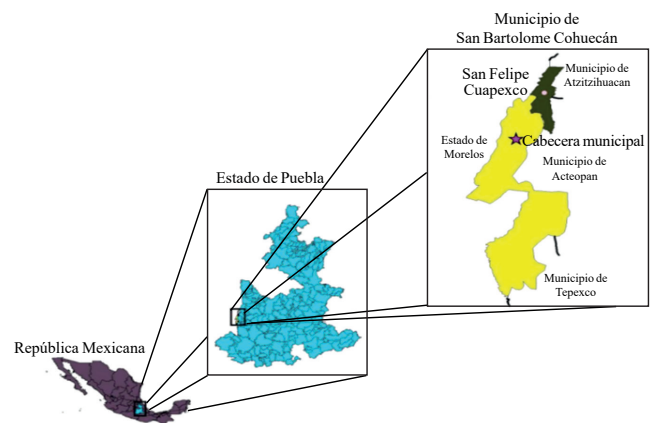 Municipio de
San Bartolome Cohuecán
San Felipe
Cuapexco
Municipio de
Atzitzihuacan
Estado de
Morelos
Cabecera municipal
Municipio de
Acteopan
Municipio de
Tepexco
Estado de Puebla
República Mexicana